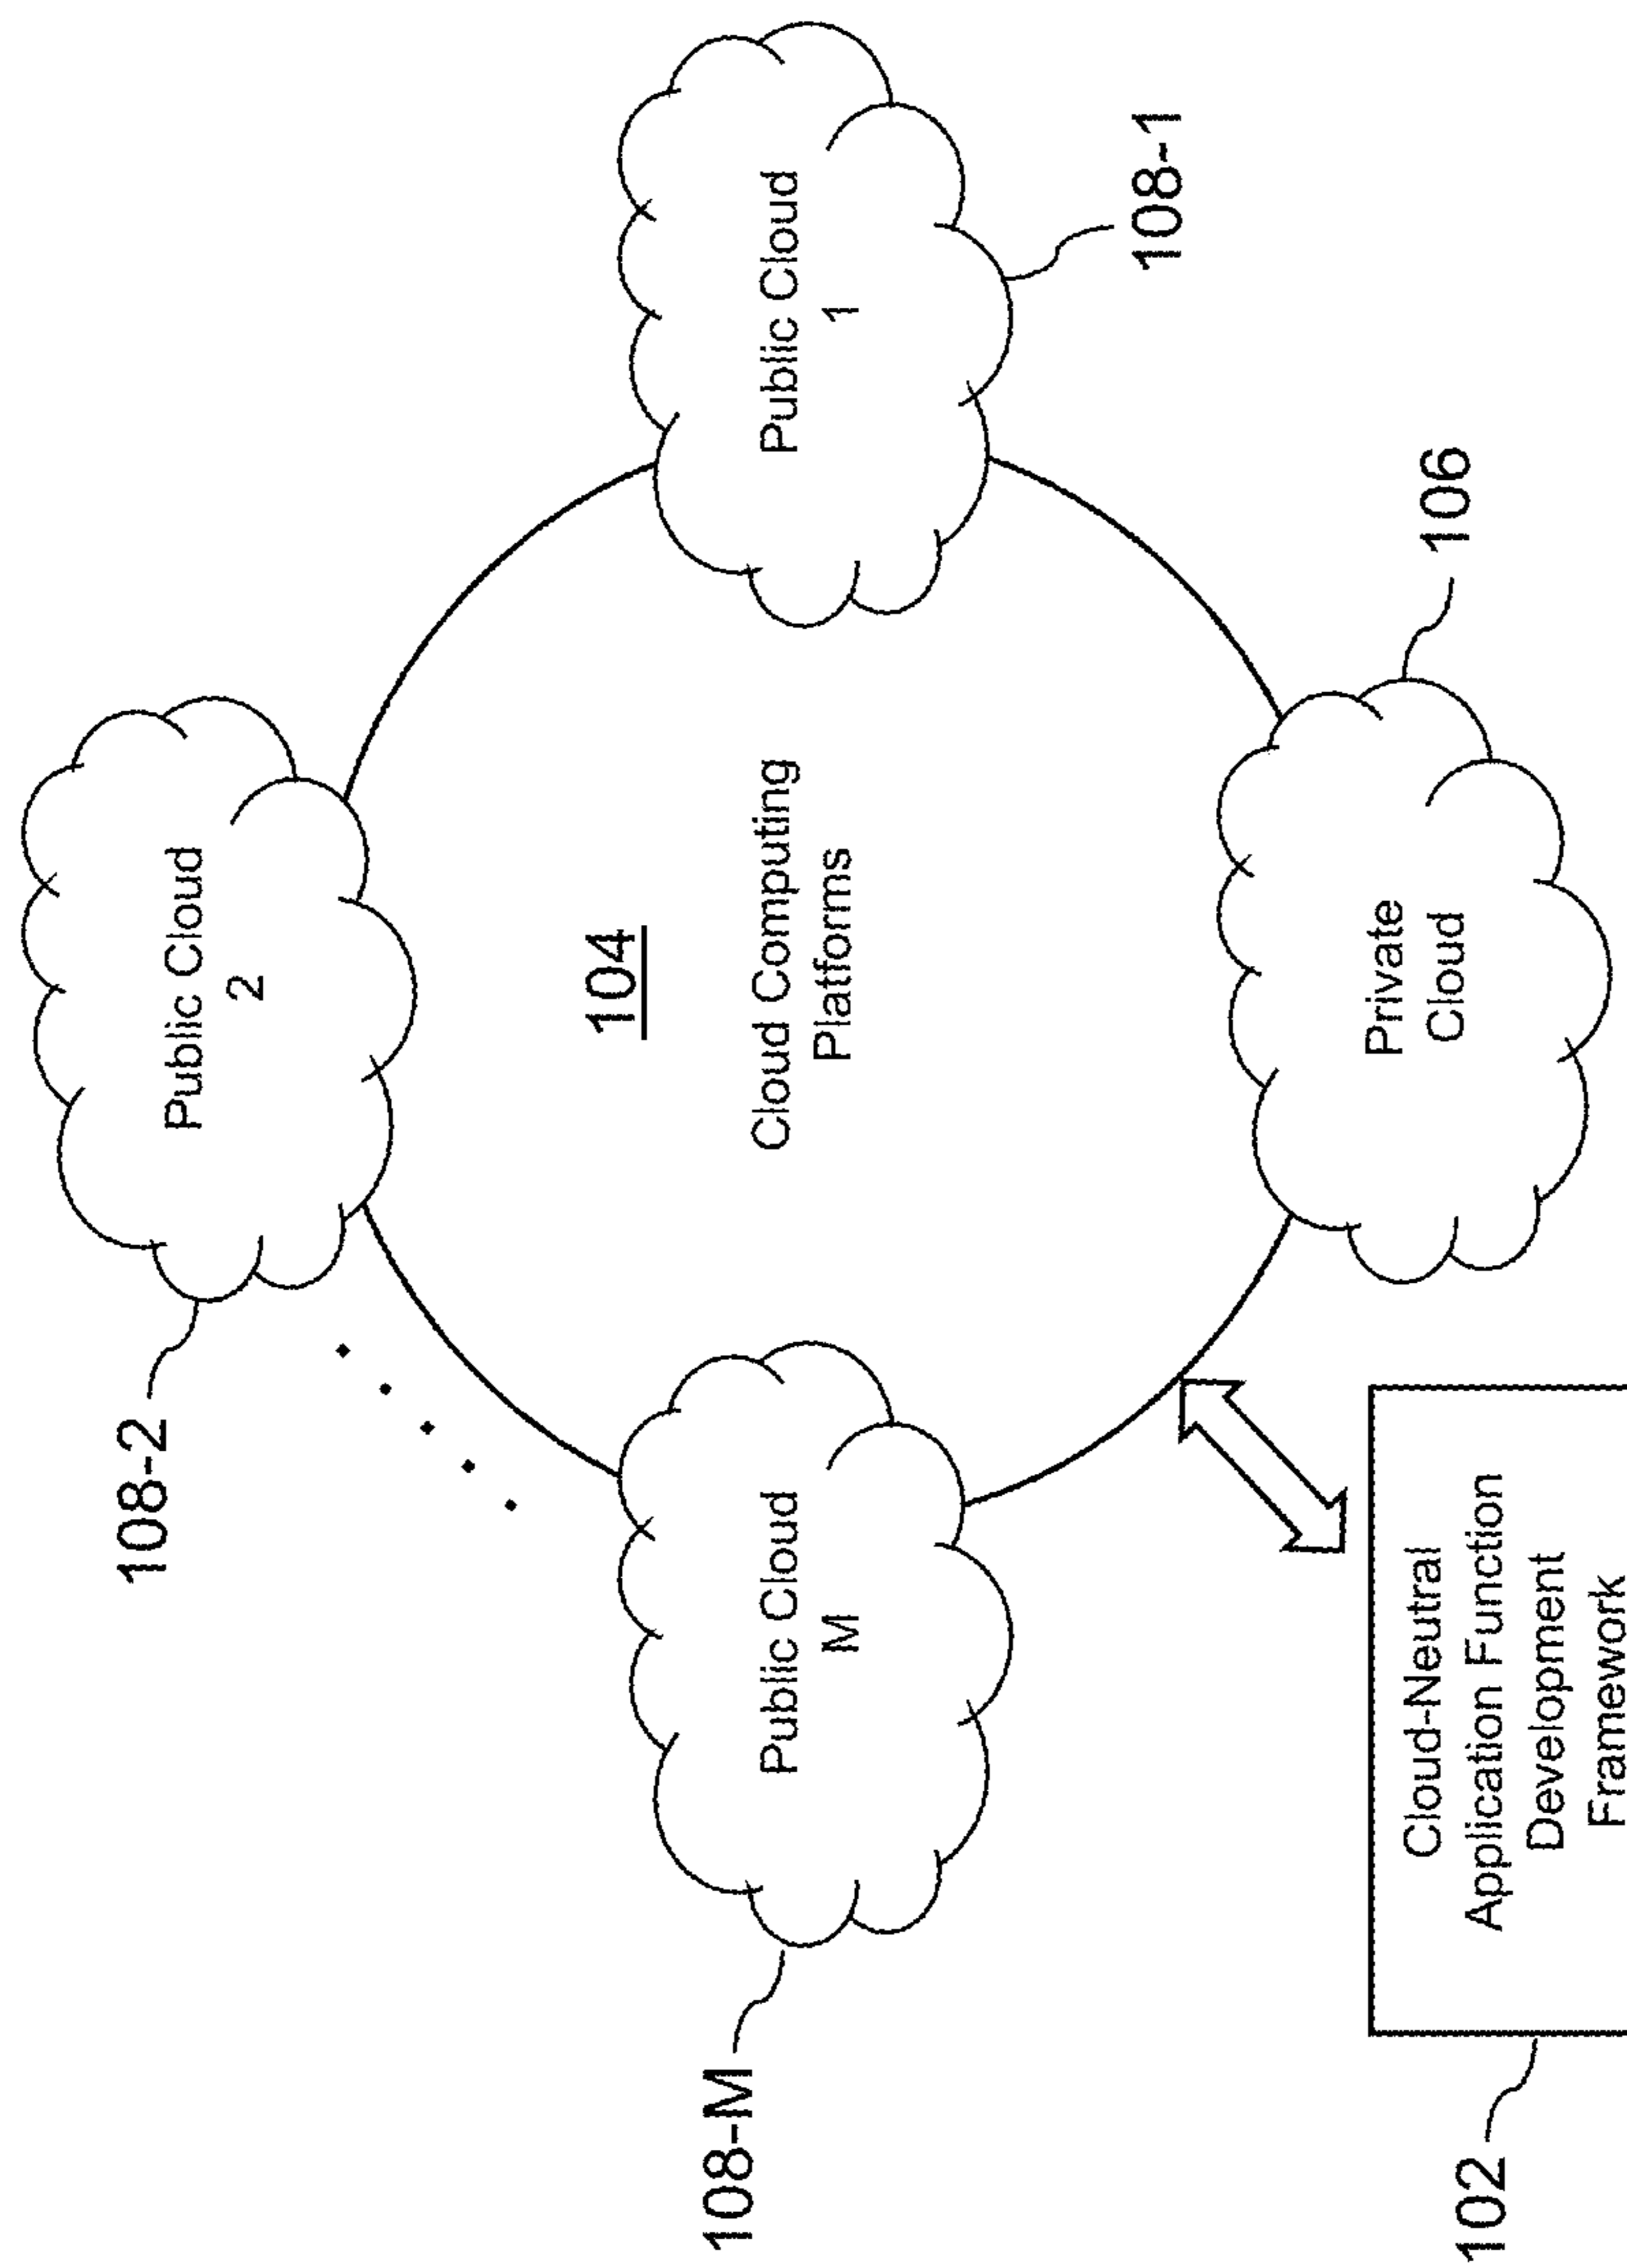 108-2
Public Cloud
2
108-M
Public Cloud
M
104
Cloud Computing
Platforms
Public Cloud
1
108-1
102
Cloud-Neutral
Application Function
Development
Framework
Private
Cloud
106